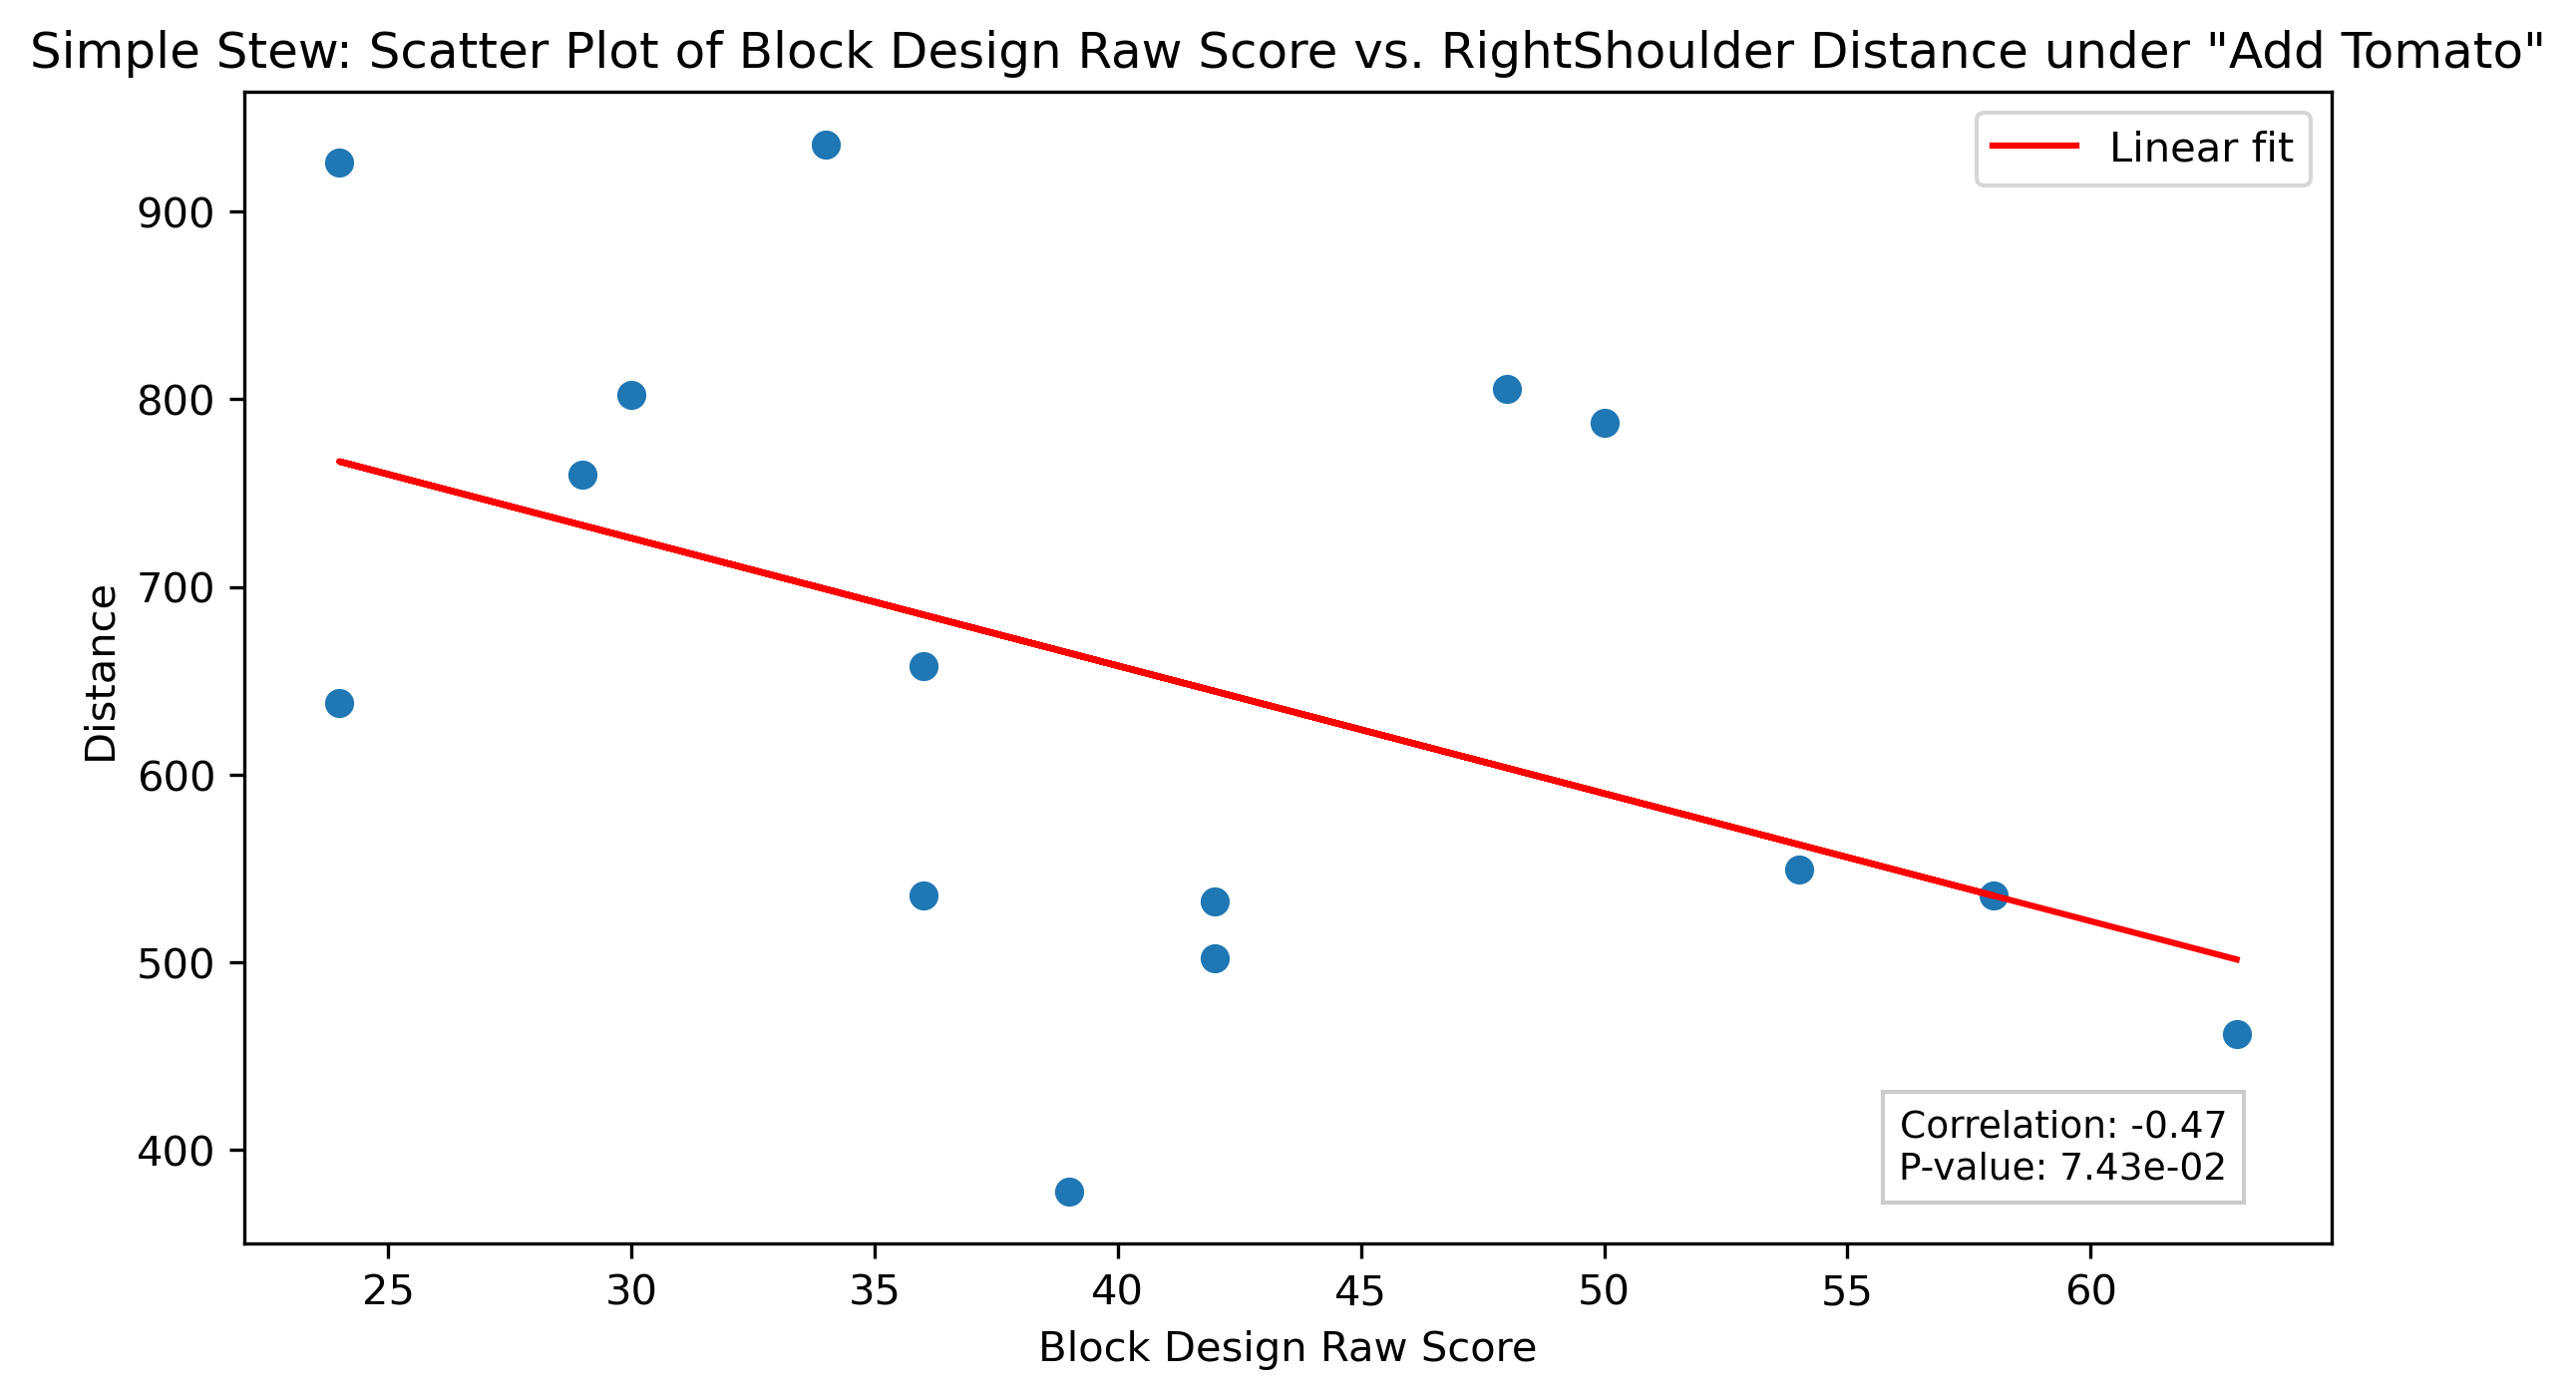 Simple Stew: Scatter Plot of Block Design Raw Score vs. RightShoulder Distance under "Add Tomato"
Linear fit
900
800
700
600
500
400
Distance
Correlation: -0.47
P-value: 7.43e-02
25 30 35 40 45 50 55 60
Block Design Raw Score